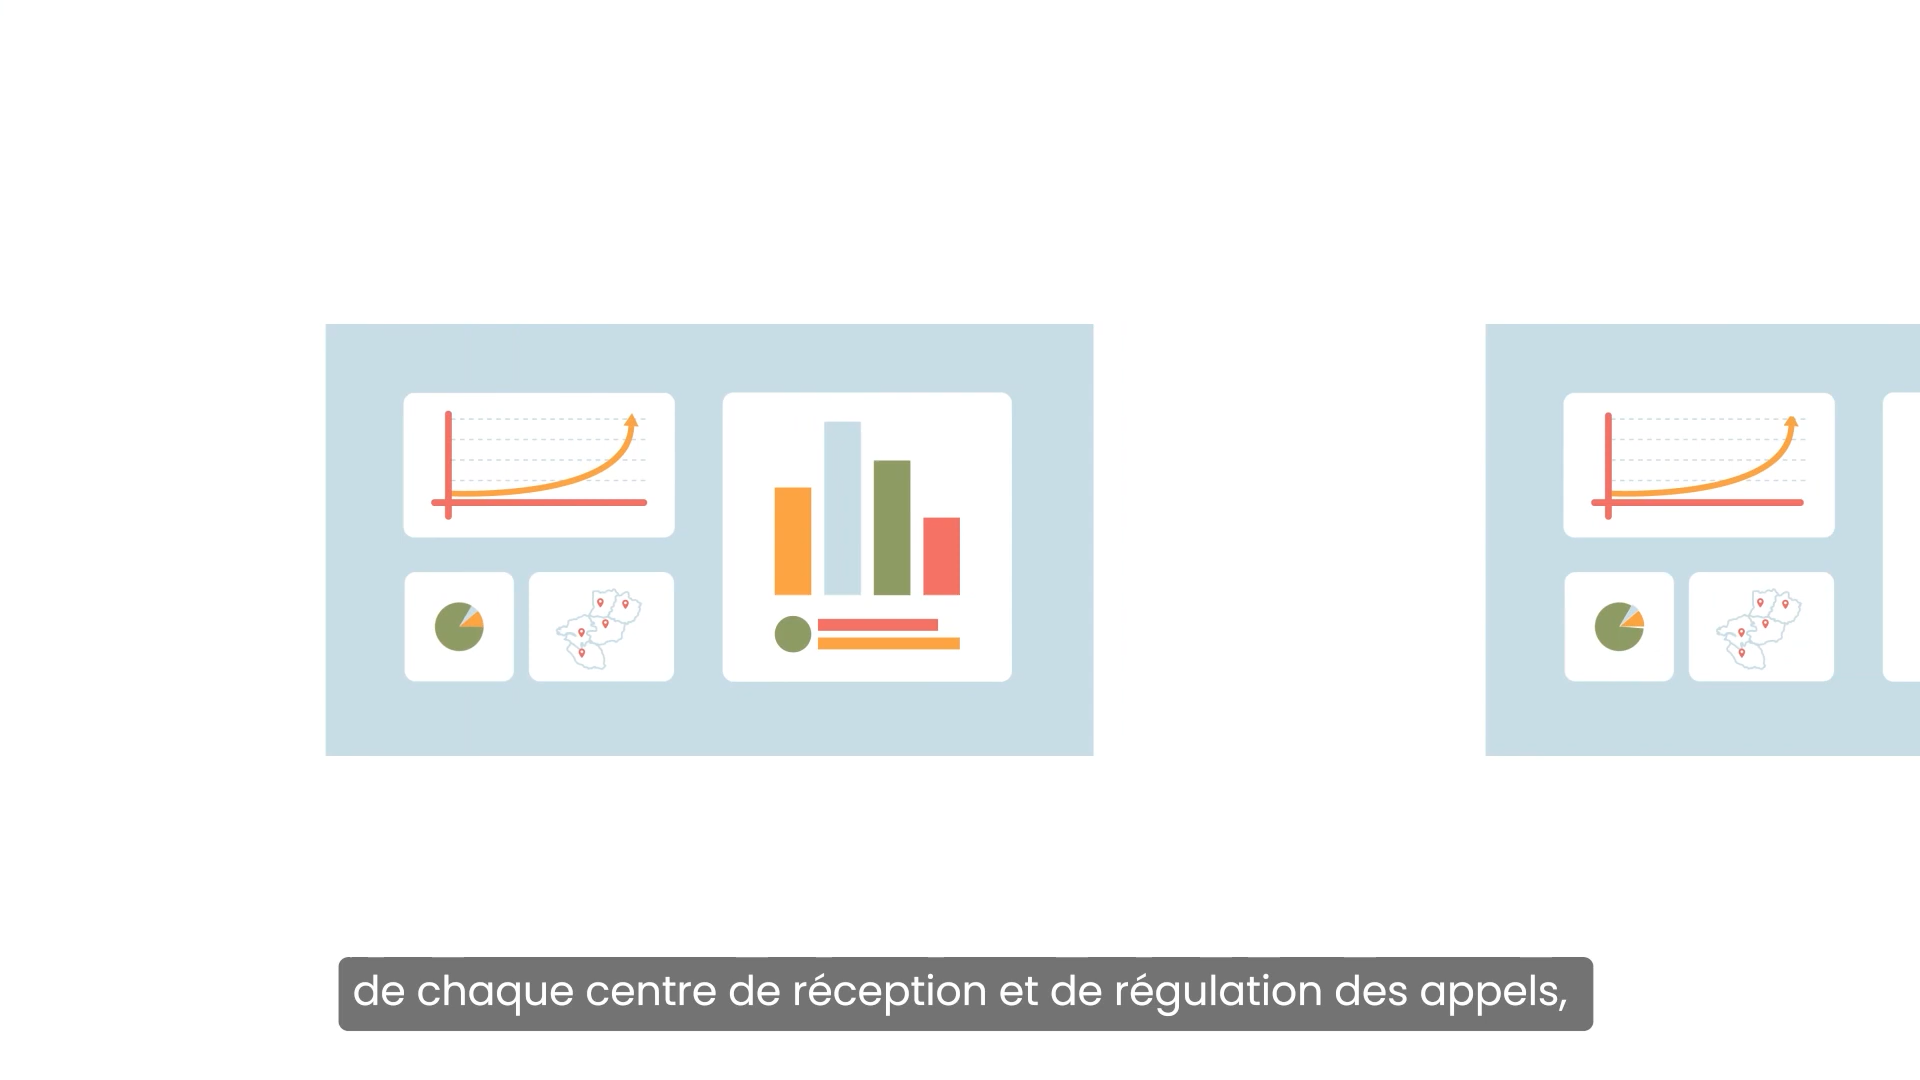 de chaque centre de réception et de régulation des appels,